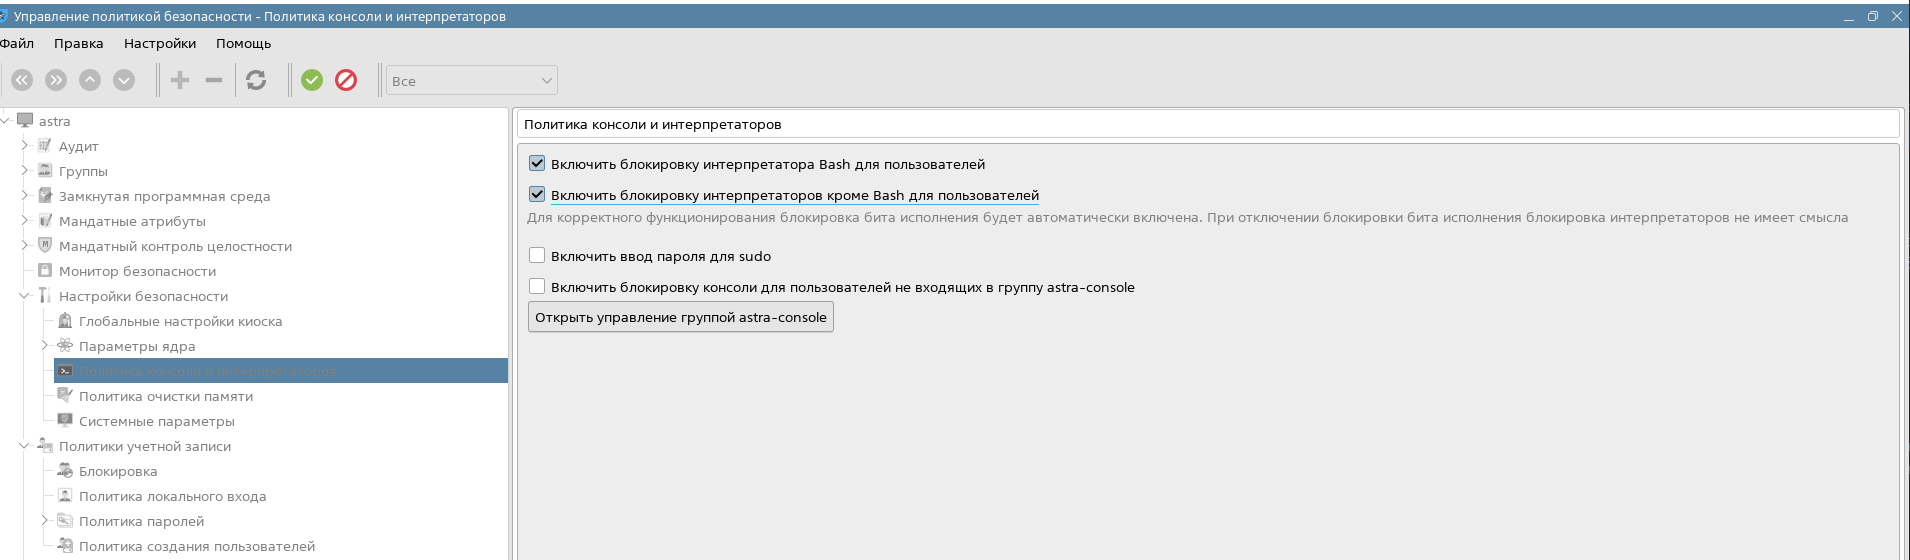 Управление политикой безопасности - Политика консоли и интерпретаторов
Файл Правка Настройки Помощь
Все
astra
Аудит
Группы
Замкнутая программная среда
Мандатные атрибуты
Мандатный контроль целостности
Монитор безопасности
Настройки безопасности
Глобальные настройки киоска
Параметры ядра
Политика консоли и интерпретаторов
Политика очистки памяти
Системные параметры
Политики учетной записи
Блокировка
Политика локального входа
Политика паролей
Политика создания пользователей
Политика консоли и интерпретаторов
Включить блокировку интерпретатора Bash для пользователей
Включить блокировку интерпретаторов кроме Bash для пользователей
Для корректного функционирования блокировка бита исполнения будет автоматически включена. При отключении блокировки бита исполнения блокировка интерпретаторов не имеет смысла
Включить ввод пароля для sudo
Включить блокировку консоли для пользователей не входящих в группу astra-console
Открыть управление группой astra-console